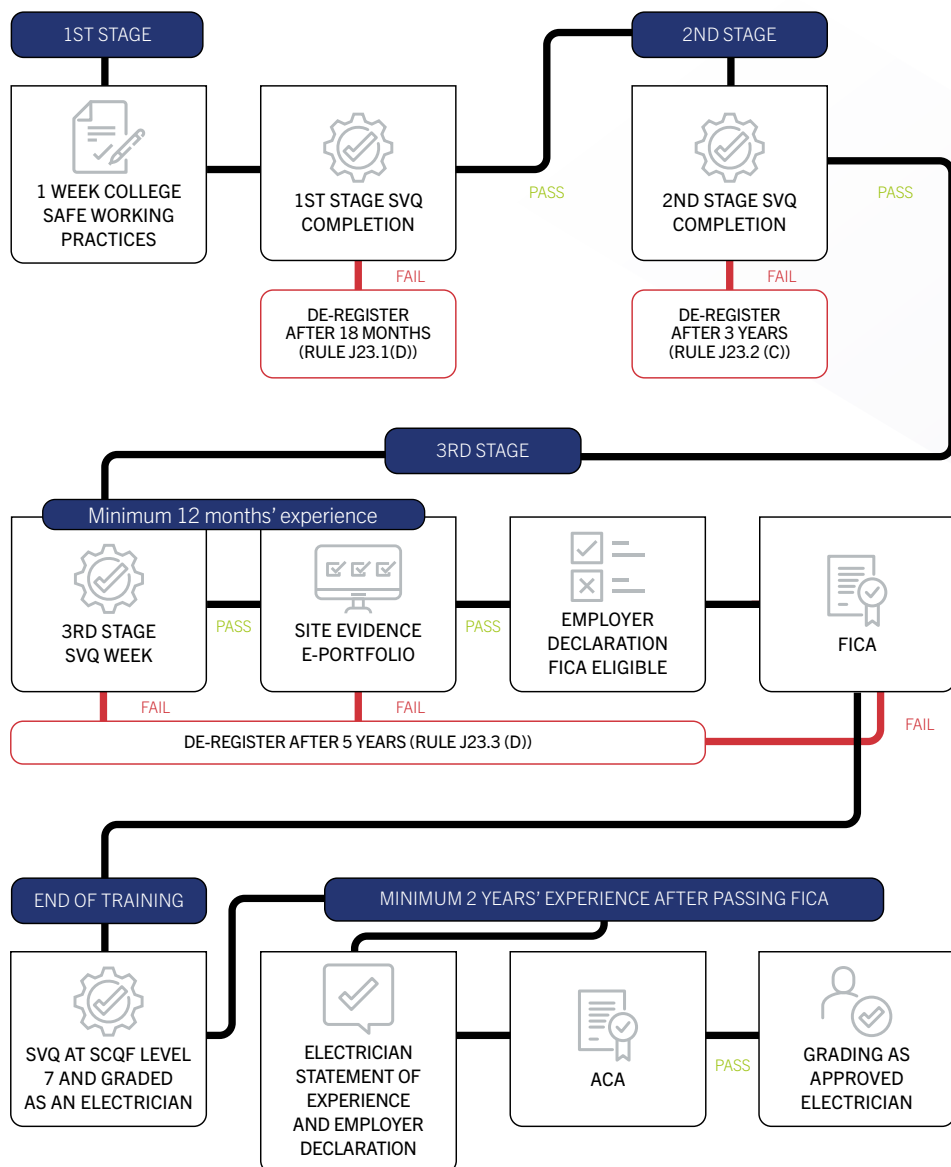 1ST STAGE
2ND STAGE
1 WEEK COLLEGE
SAFE WORKING
PRACTICES
1ST STAGE SVQ
COMPLETION
PASS
2ND STAGE SVQ
COMPLETION
PASS
FAIL
DE-REGISTER
AFTER 18 MONTHS
(RULE J23.1(D))
FAIL
DE-REGISTER
AFTER 3 YEARS
(RULE J23.2 (C))
3RD STAGE
Minimum 12 months' experience
3RD STAGE
SVQ WEEK
PASS
SITE EVIDENCE
E-PORTFOLIO
PASS
EMPLOYER
DECLARATION
FICA ELIGIBLE
FICA
FAIL
FAIL
FAIL
DE-REGISTER AFTER 5 YEARS (RULE J23.3 (D))
END OF TRAINING
MINIMUM 2 YEARS' EXPERIENCE AFTER PASSING FICA
SVQ AT SCQF LEVEL
7 AND GRADED
AS AN ELECTRICIAN
ELECTRICIAN
STATEMENT OF
EXPERIENCE
AND EMPLOYER
DECLARATION
ACA
PASS
GRADING AS
APPROVED
ELECTRICIAN